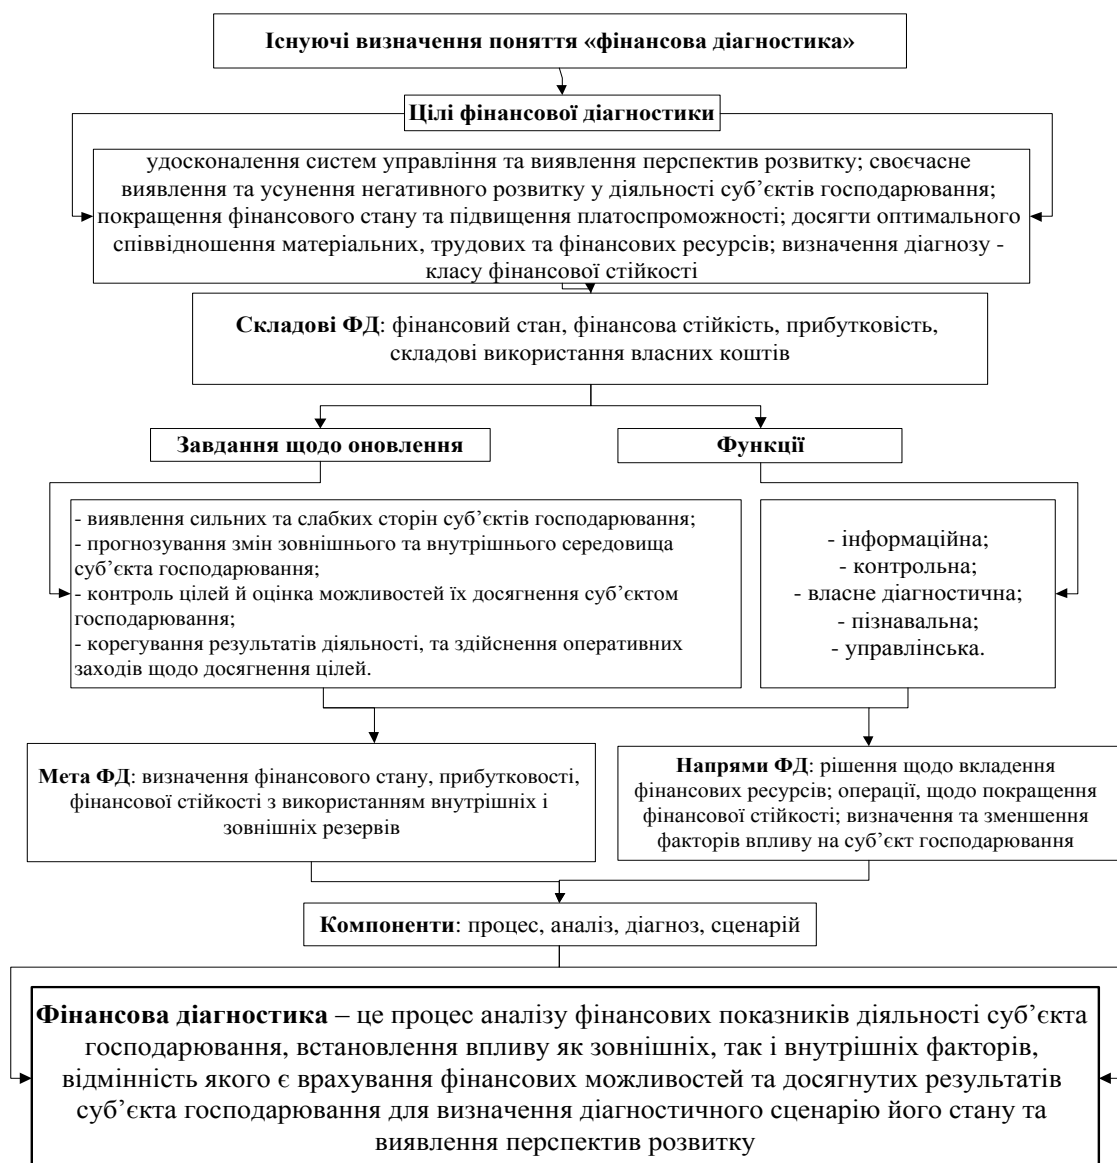 Існуючі визначення поняття «фінансова діагностика»
Цілі фінансової діагностики
удосконалення систем управління та виявлення перспектив розвитку; своєчасне
виявлення та усунення негативного розвитку у діяльності суб’єктів господарювання;
покращення фінансового стану та підвищення платоспроможності; досягти оптимального
співвідношення матеріальних, трудових та фінансових ресурсів; визначення діагнозу -
класу фінансової стійкості
Складові ФД: фінансовий стан, фінансова стійкість, прибутковість,
складові використання власних коштів
Завдання щодо оновлення
Функції
- виявлення сильних та слабких сторін суб’єктів господарювання;
- прогнозування змін зовнішнього та внутрішнього середовища
суб’єкта господарювання;
- контроль цілей й оцінка можливостей їх досягнення суб’єктом
господарювання;
- корегування результатів діяльності, та здійснення оперативних
заходів щодо досягнення цілей.
- інформаційна;
- контрольна;
- власне діагностична;
- пізнавальна;
- управлінська.
Мета ФД: визначення фінансового стану, прибутковості,
фінансової стійкості з використанням внутрішніх і
зовнішніх резервів
Напрями ФД: рішення щодо вкладення
фінансових ресурсів; операції, щодо покращення
фінансової стійкості; визначення та зменшення
факторів впливу на суб’єкт господарювання
Компоненти: процес, аналіз, діагноз, сценарій
Фінансова діагностика – це процес аналізу фінансових показників діяльності суб’єкта
господарювання, встановлення впливу як зовнішніх, так і внутрішніх факторів,
відмінність якого є врахування фінансових можливостей та досягнутих результатів
суб’єкта господарювання для визначення діагностичного сценарію його стану та
виявлення перспектив розвитку